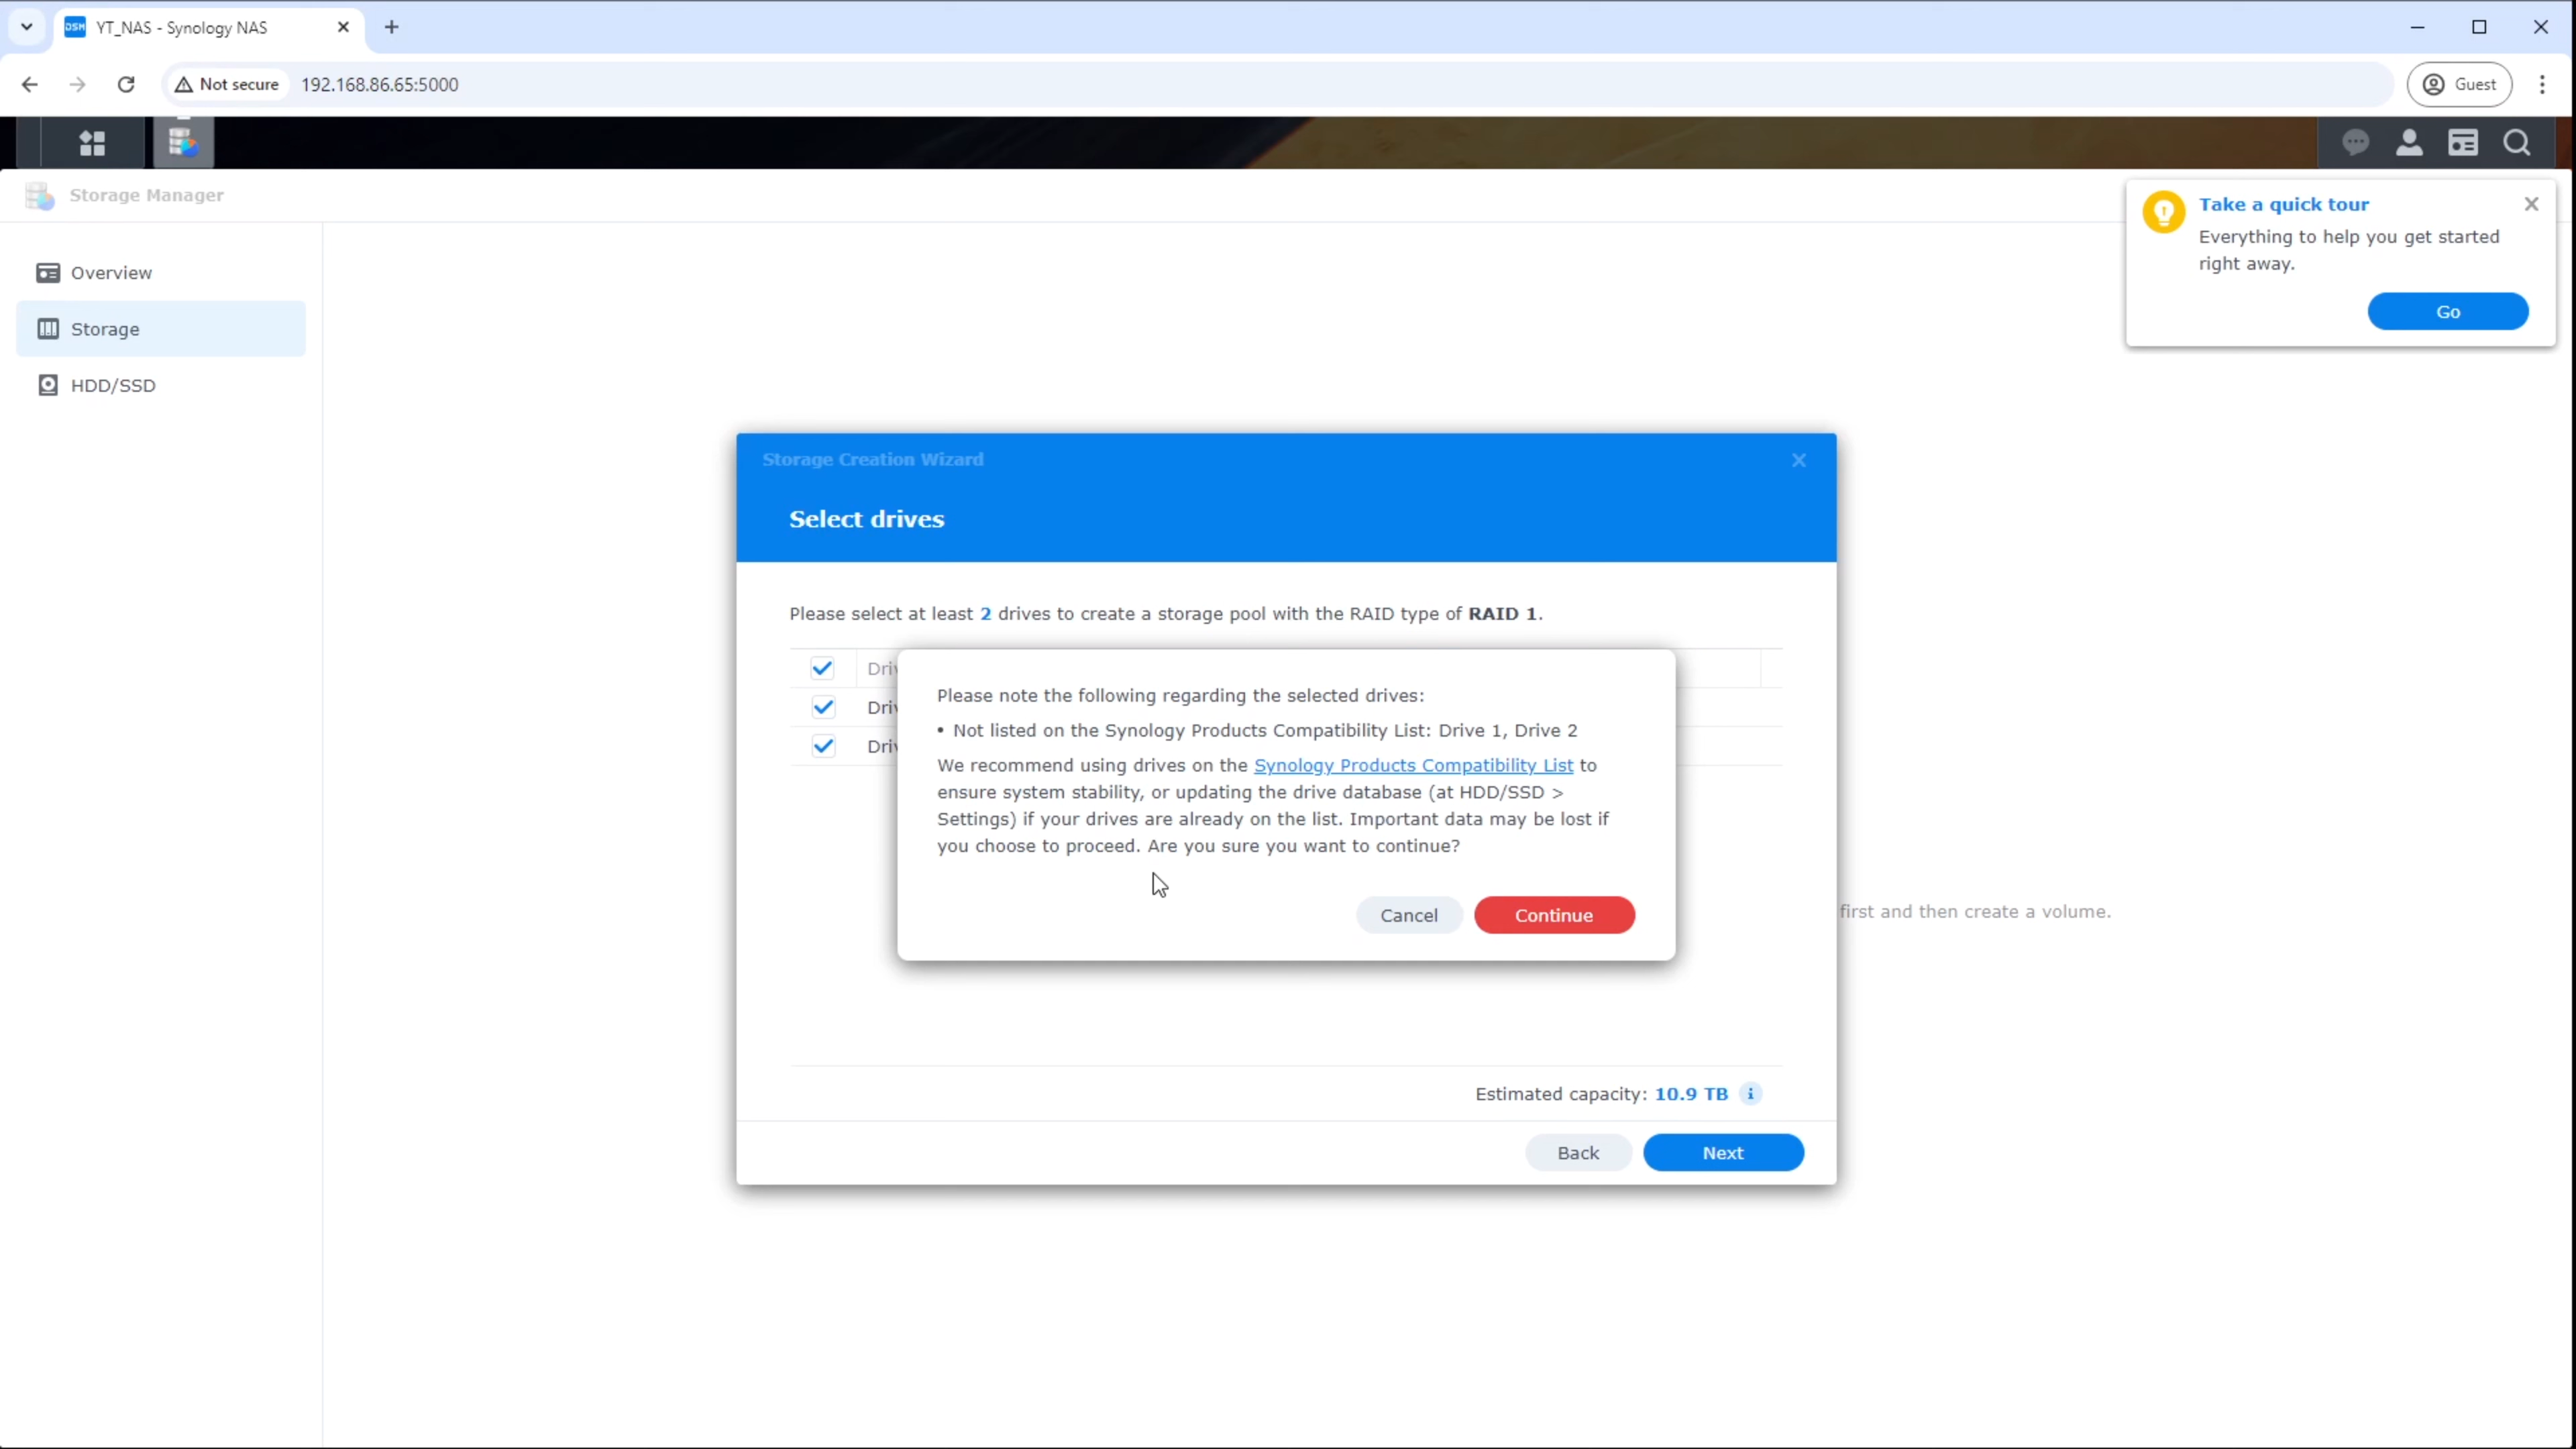 YT_NAS - Synology NAS
Not secure
192.168.86.65:5000
Guest
Storage Manager
Take a quick tour
Everything to help you get started
right away.
Go
Overview
Storage
HDD/SSD
Storage Creation Wizard
Select drives
Please select at least 2 drives to create a storage pool with the RAID type of RAID 1.
Please note the following regarding the selected drives:
• Not listed on the Synology Products Compatibility List: Drive 1, Drive 2
We recommend using drives on the Synology Products Compatibility List to
ensure system stability, or updating the drive database (at HDD/SSD >
Settings) if your drives are already on the list. Important data may be lost if
you choose to proceed. Are you sure you want to continue?
Cancel
Continue
first and then create a volume.
Estimated capacity: 10.9 TB
Back
Next